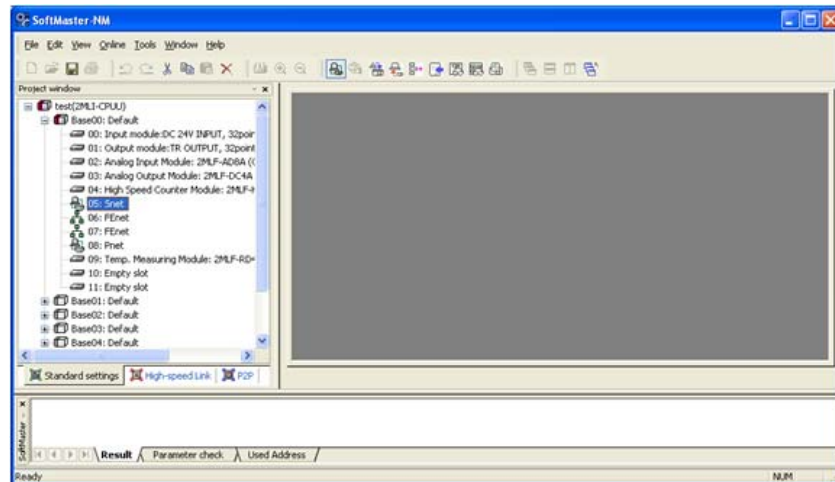 SoftMaster-NM
File Edit View Online Tools Window Help
Project window
test(2MLI-CPUU)
Base00: Default
00: Input module:DC 24V INPUT, 32poin
01: Output module:TR OUTPUT, 32point
02: Analog Input Module: 2MLF-AD8A (
03: Analog Output Module: 2MLF-DC4A
04: High Speed Counter Module: 2MLF-
05: Snet
06: FEnet
07: FEnet
08: Pnet
09: Temp. Measuring Module: 2MLF-RD
10: Empty slot
11: Empty slot
Base01: Default
Base02: Default
Base03: Default
Base04: Default
Standard settings High-speed Link P2P
SoftMaster
Result Parameter check Used Address
Ready NUM